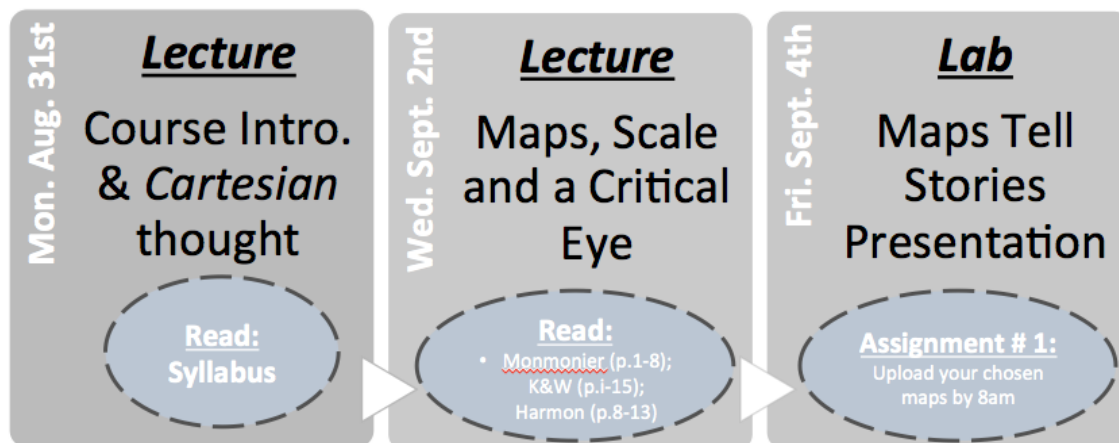 Mon. Aug. 31st
Lecture
Course Intro.
& Cartesian
thought
Read:
Syllabus
Wed. Sept. 2nd
Lecture
Maps, Scale
and a Critical
Eye
Read:
• Monmonier (p.1-8);
K&W (p.i-15);
Harmon (p.8-13)
Fri. Sept. 4th
Lab
Maps Tell
Stories
Presentation
Assignment # 1:
Upload your chosen
maps by 8am